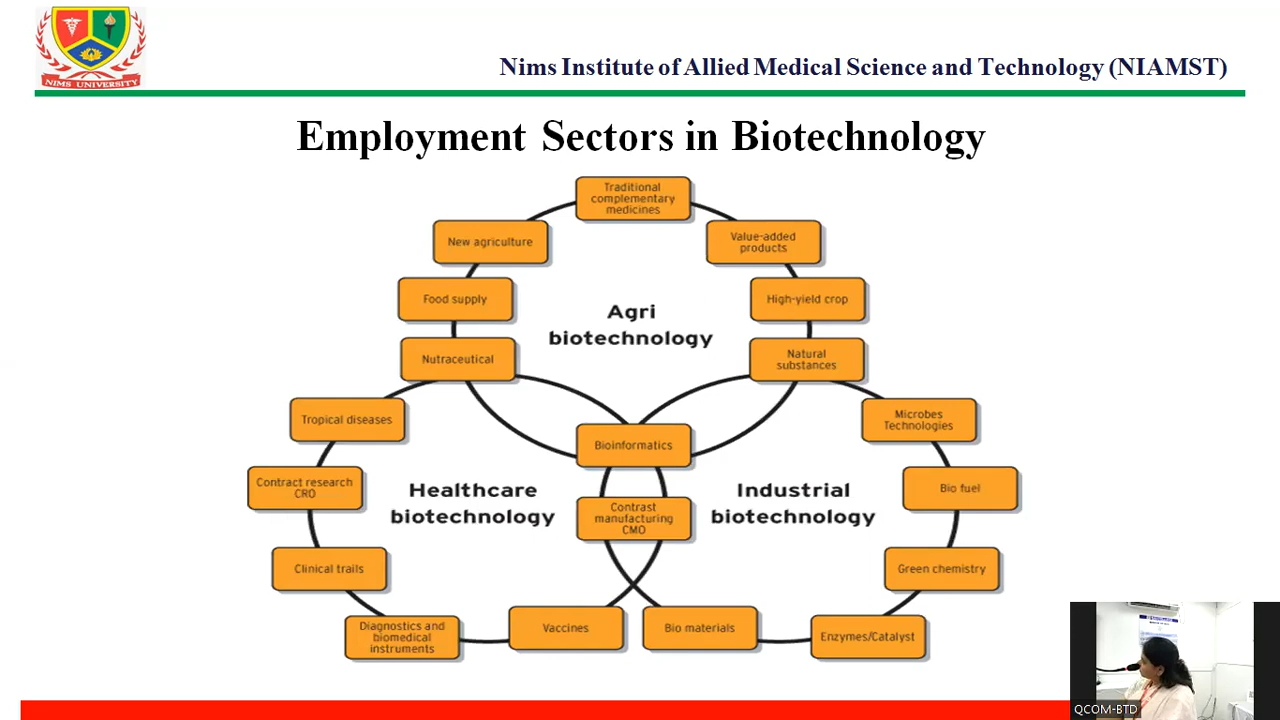 NIMS UNIVERSITY
Nims Institute of Allied Medical Science and Technology (NIAMST)
Employment Sectors in Biotechnology
Traditional
complementary
medicines
New agriculture
Value-added
products
Food supply
High-yield crop
Agri
biotechnology
Nutraceutical
Natural
substances
Tropical diseases
Microbes
Technologies
Bioinformatics
Contract research
CRO
Healthcare
biotechnology
Contrast
manufacturing
CMO
Industrial
biotechnology
Bio fuel
Clinical trails
Green chemistry
Diagnostics and
biomedical
instruments
Vaccines
Bio materials
Enzymes/Catalyst
QCOM-BTD